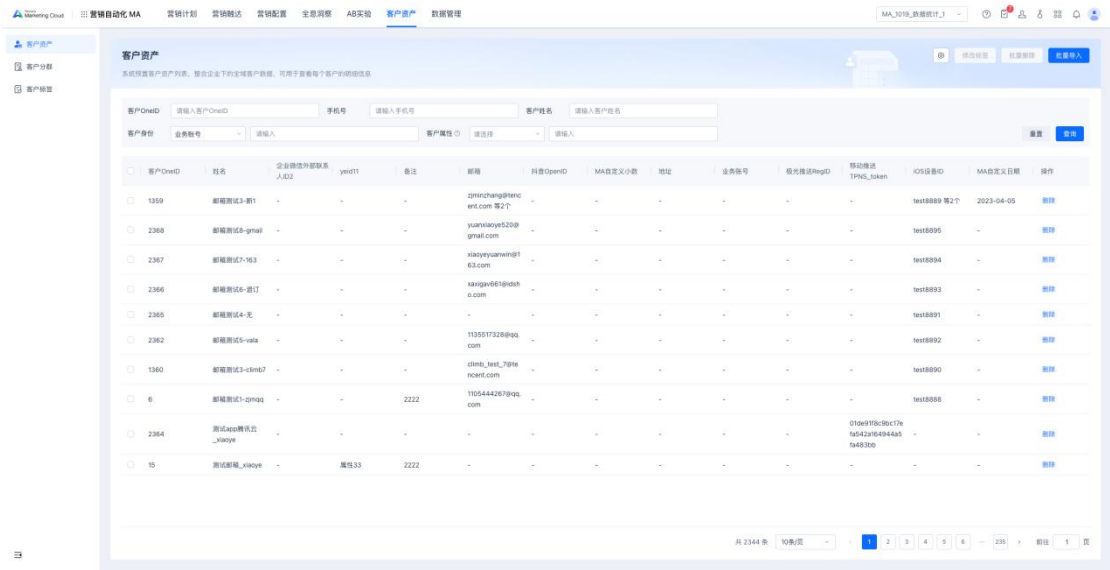 Tencent
Marketing Cloud 营销自动化 MA 营销计划 营销触达 营销配置 全息洞察 AB实验 客户资产 数据管理 MA_1019_数据统计_1 7
客户资产
客户分群
客户标签
客户资产
系统预置客户资产列表，整合企业下的全域客户数据，可用于查看每个客户的明细信息
修改标签 批量删除 批量导入
客户OneID 请输入客户OneID 手机号 请输入手机号 客户姓名 请输入客户姓名
客户身份 业务账号 请输入 客户属性 请选择 请输入 重置 查询
客户OneID 姓名 企业微信外部联系人ID2 yeid11 备注 邮箱 抖音OpenID MA自定义小数 地址 业务账号 极光推送RegID 移动推送TPNS_token iOS设备ID MA自定义日期 操作
1359 邮箱测试3-新1 - - - zjminzhang@tencent.com 等2个 - - - - - - test8889 等2个 2023-04-05 删除
2368 邮箱测试8-gmail - - - yuanxiaoye520@gmail.com - - - - - - test8895 - 删除
2367 邮箱测试7-163 - - - xiaoyeyuanwin@163.com - - - - - - test8894 - 删除
2366 邮箱测试6-退订 - - - xaxigav661@idsho.com - - - - - - test8893 - 删除
2365 邮箱测试4-无 - - - - - - - - - - test8891 - 删除
2362 邮箱测试5-vala - - - 1135517328@qq.com - - - - - - test8892 - 删除
1360 邮箱测试3-climb7 - - - climb_test_7@tencent.com - - - - - - test8890 - 删除
6 邮箱测试1-zjmqq - - 2222 1105444267@qq.com - - - - - - test8888 - 删除
2364 测试app腾讯云_xiaoye - - - - - - - - - 01de91f8c9bc17efa542a164944a5fa483bb - - 删除
15 测试邮箱_xiaoye - 属性33 2222 - - - - - - - - - 删除
共 2344 条 10条/页 1 2 3 4 5 6 ... 235 前往 1 页